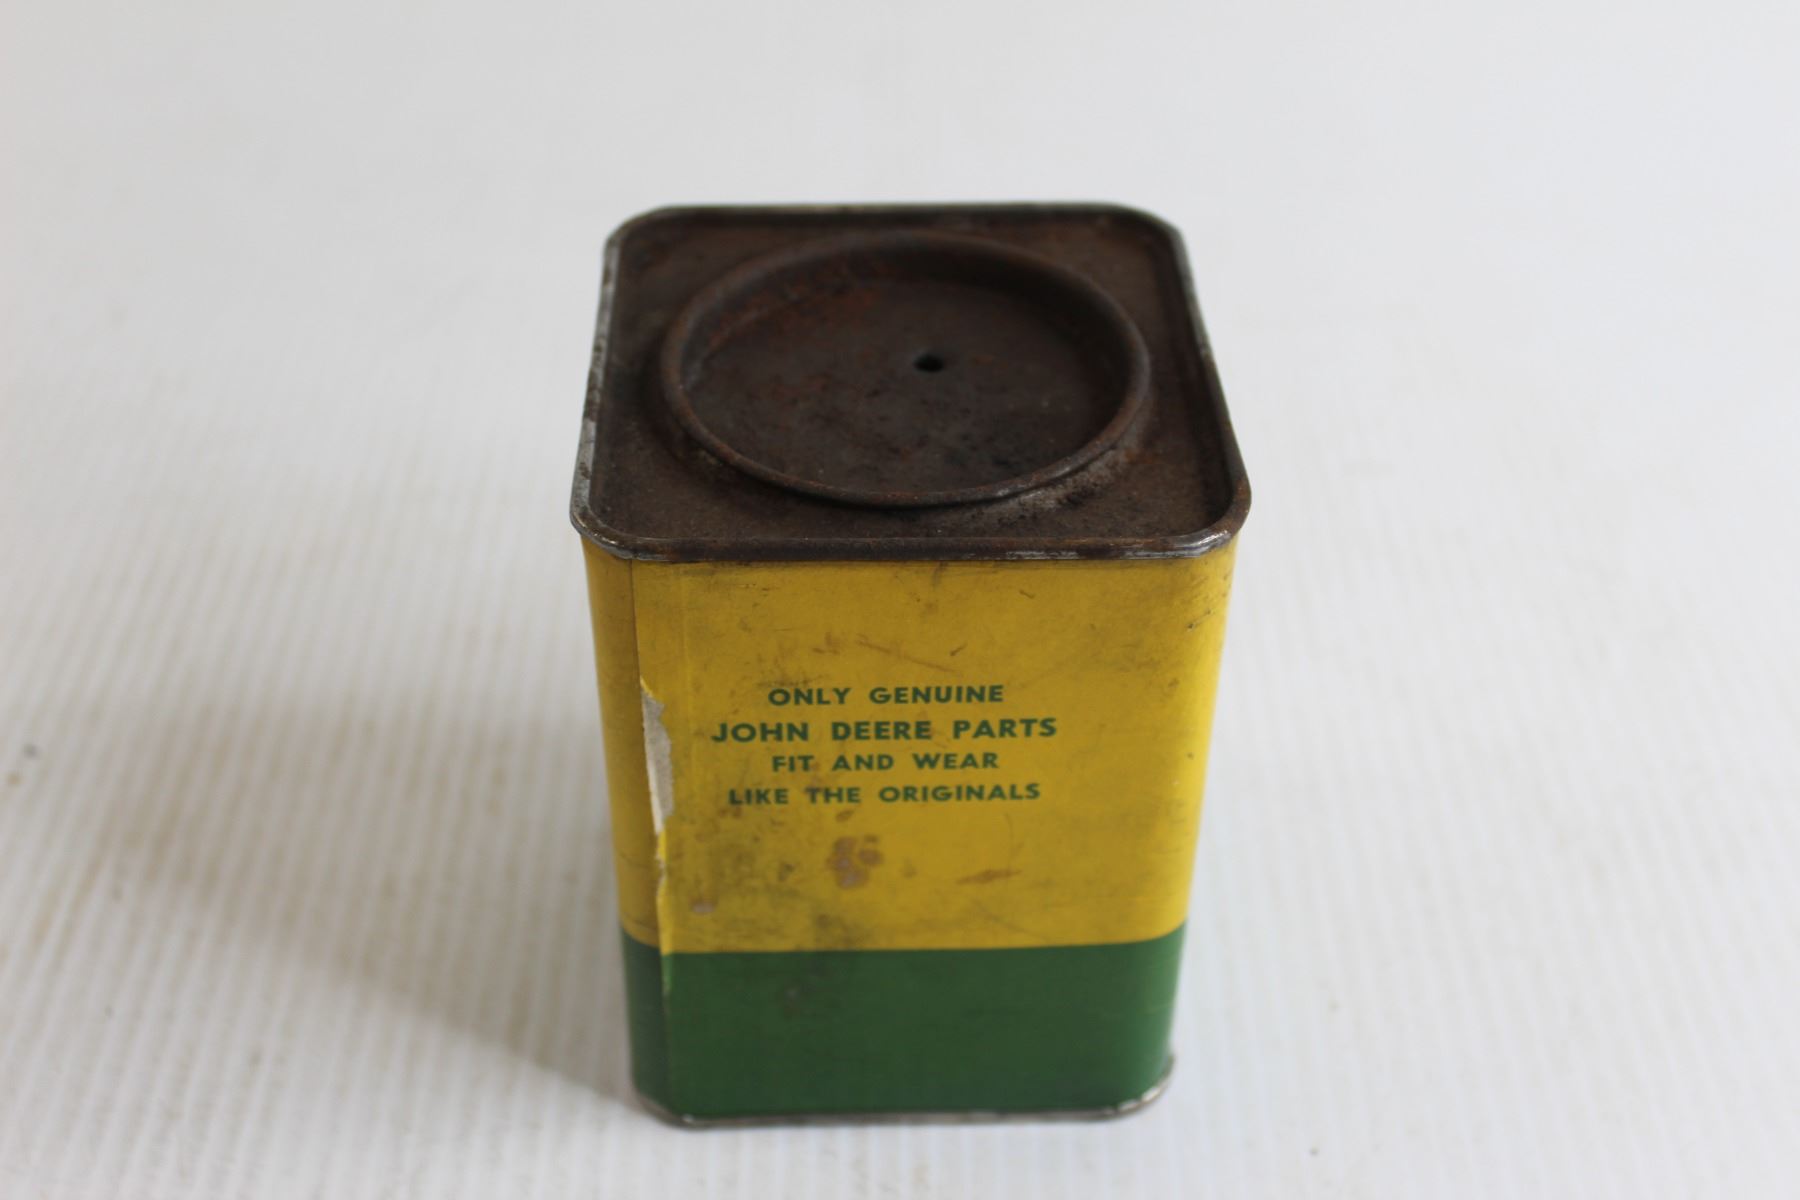 ONLY GENUINE
JOHN DEERE PARTS
FIT AND WEAR
LIKE THE ORIGINALS